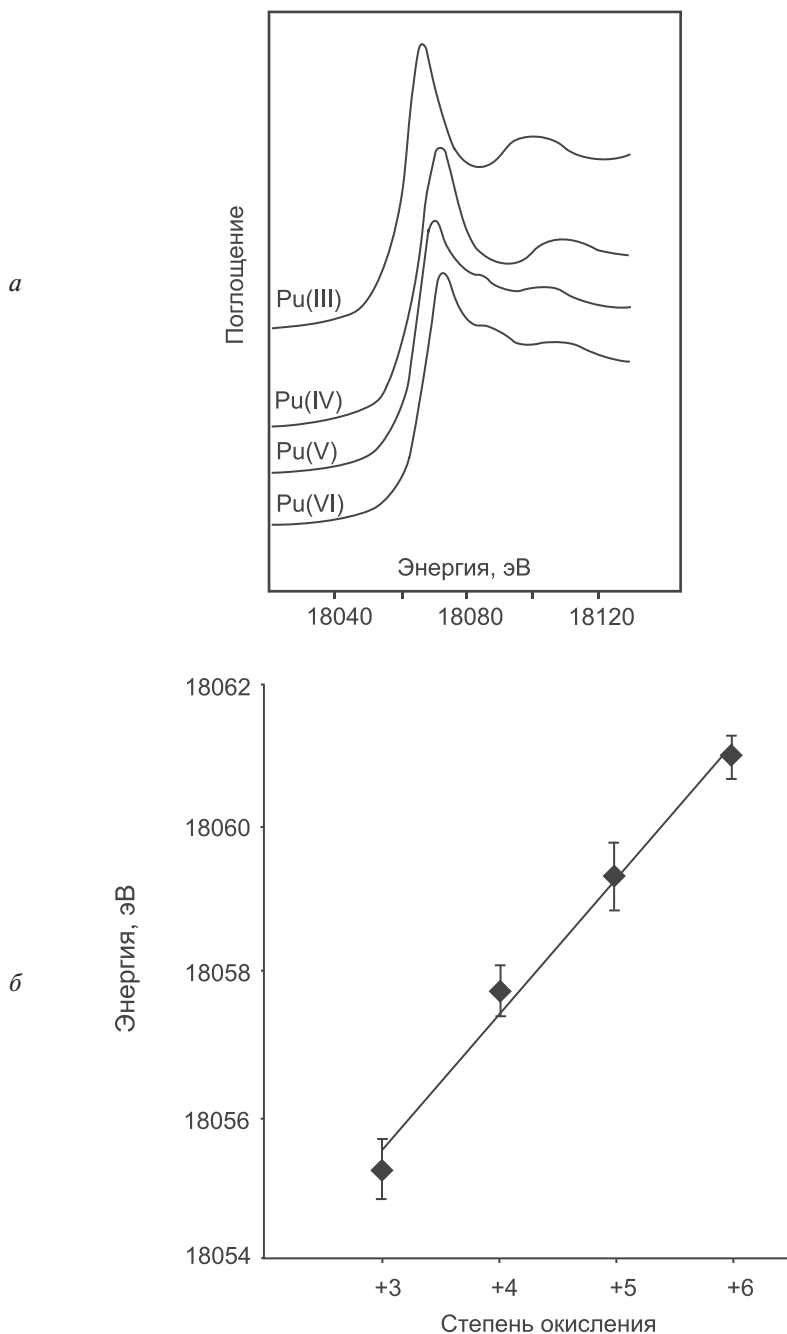 а
Поглощение
Pu(III)
Pu(IV)
Pu(V)
Pu(VI)
Энергия, эВ
18040 18080 18120
б
Энергия, эВ
18062
18060
18058
18056
18054
+3 +4 +5 +6
Степень окисления